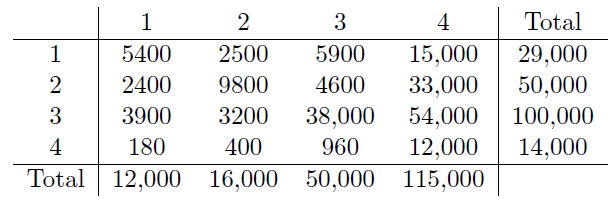 1 2 3 4 Total
1 5400 2500 5900 15,000 29,000
2 2400 9800 4600 33,000 50,000
3 3900 3200 38,000 54,000 100,000
4 180 400 960 12,000 14,000
Total 12,000 16,000 50,000 115,000